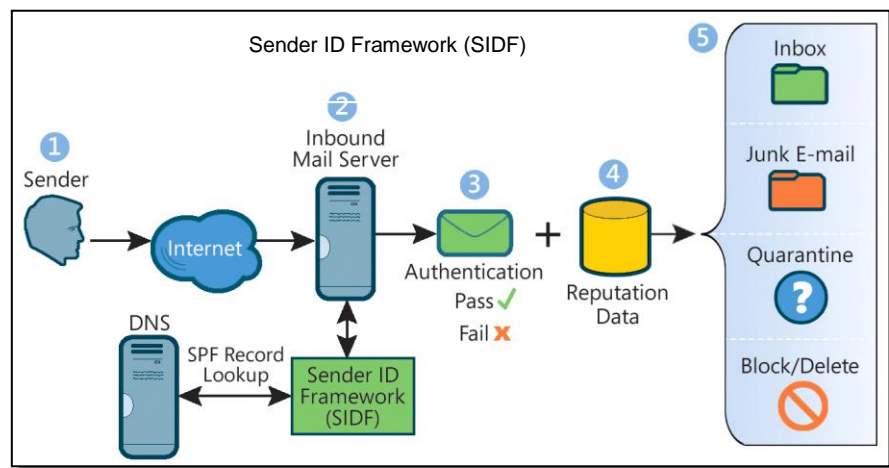 Sender ID Framework (SIDF)
1
Sender
Internet
2
Inbound
Mail Server
3
Authentication
Pass
Fail
4
Reputation
Data
DNS
SPF Record
Lookup
Sender ID
Framework
(SIDF)
5
Inbox
Junk E-mail
Quarantine
?
Block/Delete